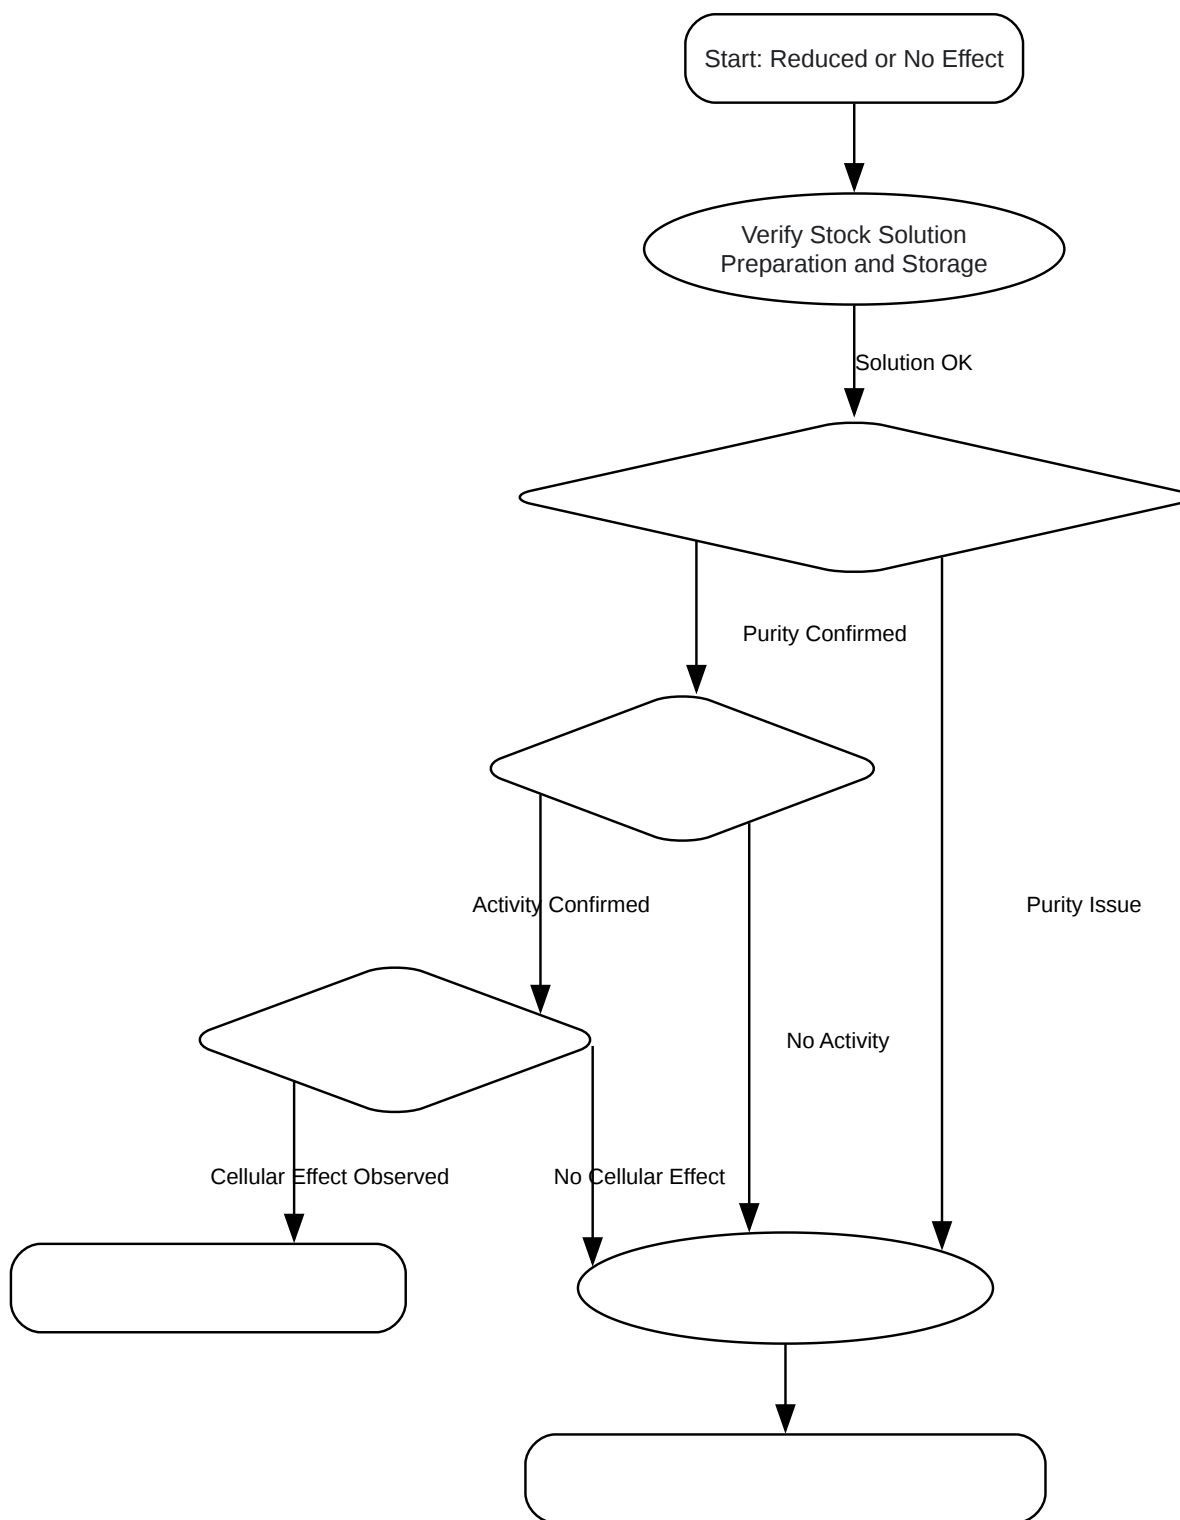 Start: Reduced or No Effect
Verify Stock Solution
Preparation and Storage
Solution OK
Purity Confirmed
Activity Confirmed
Purity Issue
No Activity
Cellular Effect Observed
No Cellular Effect